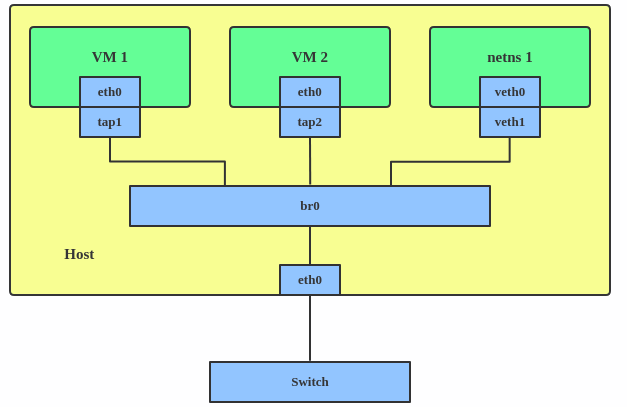 VM 1
VM 2
netns 1
eth0
eth0
veth0
tap1
tap2
veth1
br0
Host
eth0
Switch